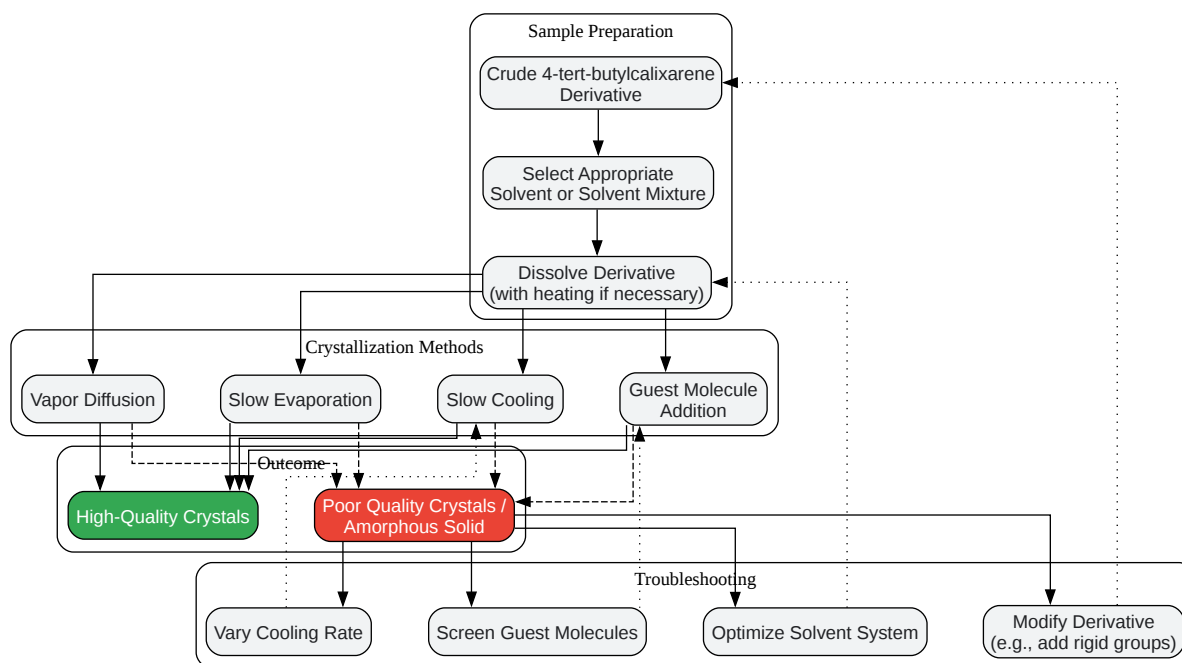 Sample Preparation
Crude 4-tert-butylcalixarene
Derivative
Select Appropriate
Solvent or Solvent Mixture
Dissolve Derivative
(with heating if necessary)
Crystallization Methods
Vapor Diffusion
Slow Evaporation
Slow Cooling
Guest Molecule
Addition
Outcome
High-Quality Crystals
Poor Quality Crystals /
Amorphous Solid
Troubleshooting
Vary Cooling Rate
Screen Guest Molecules
Optimize Solvent System
Modify Derivative
(e.g., add rigid groups)